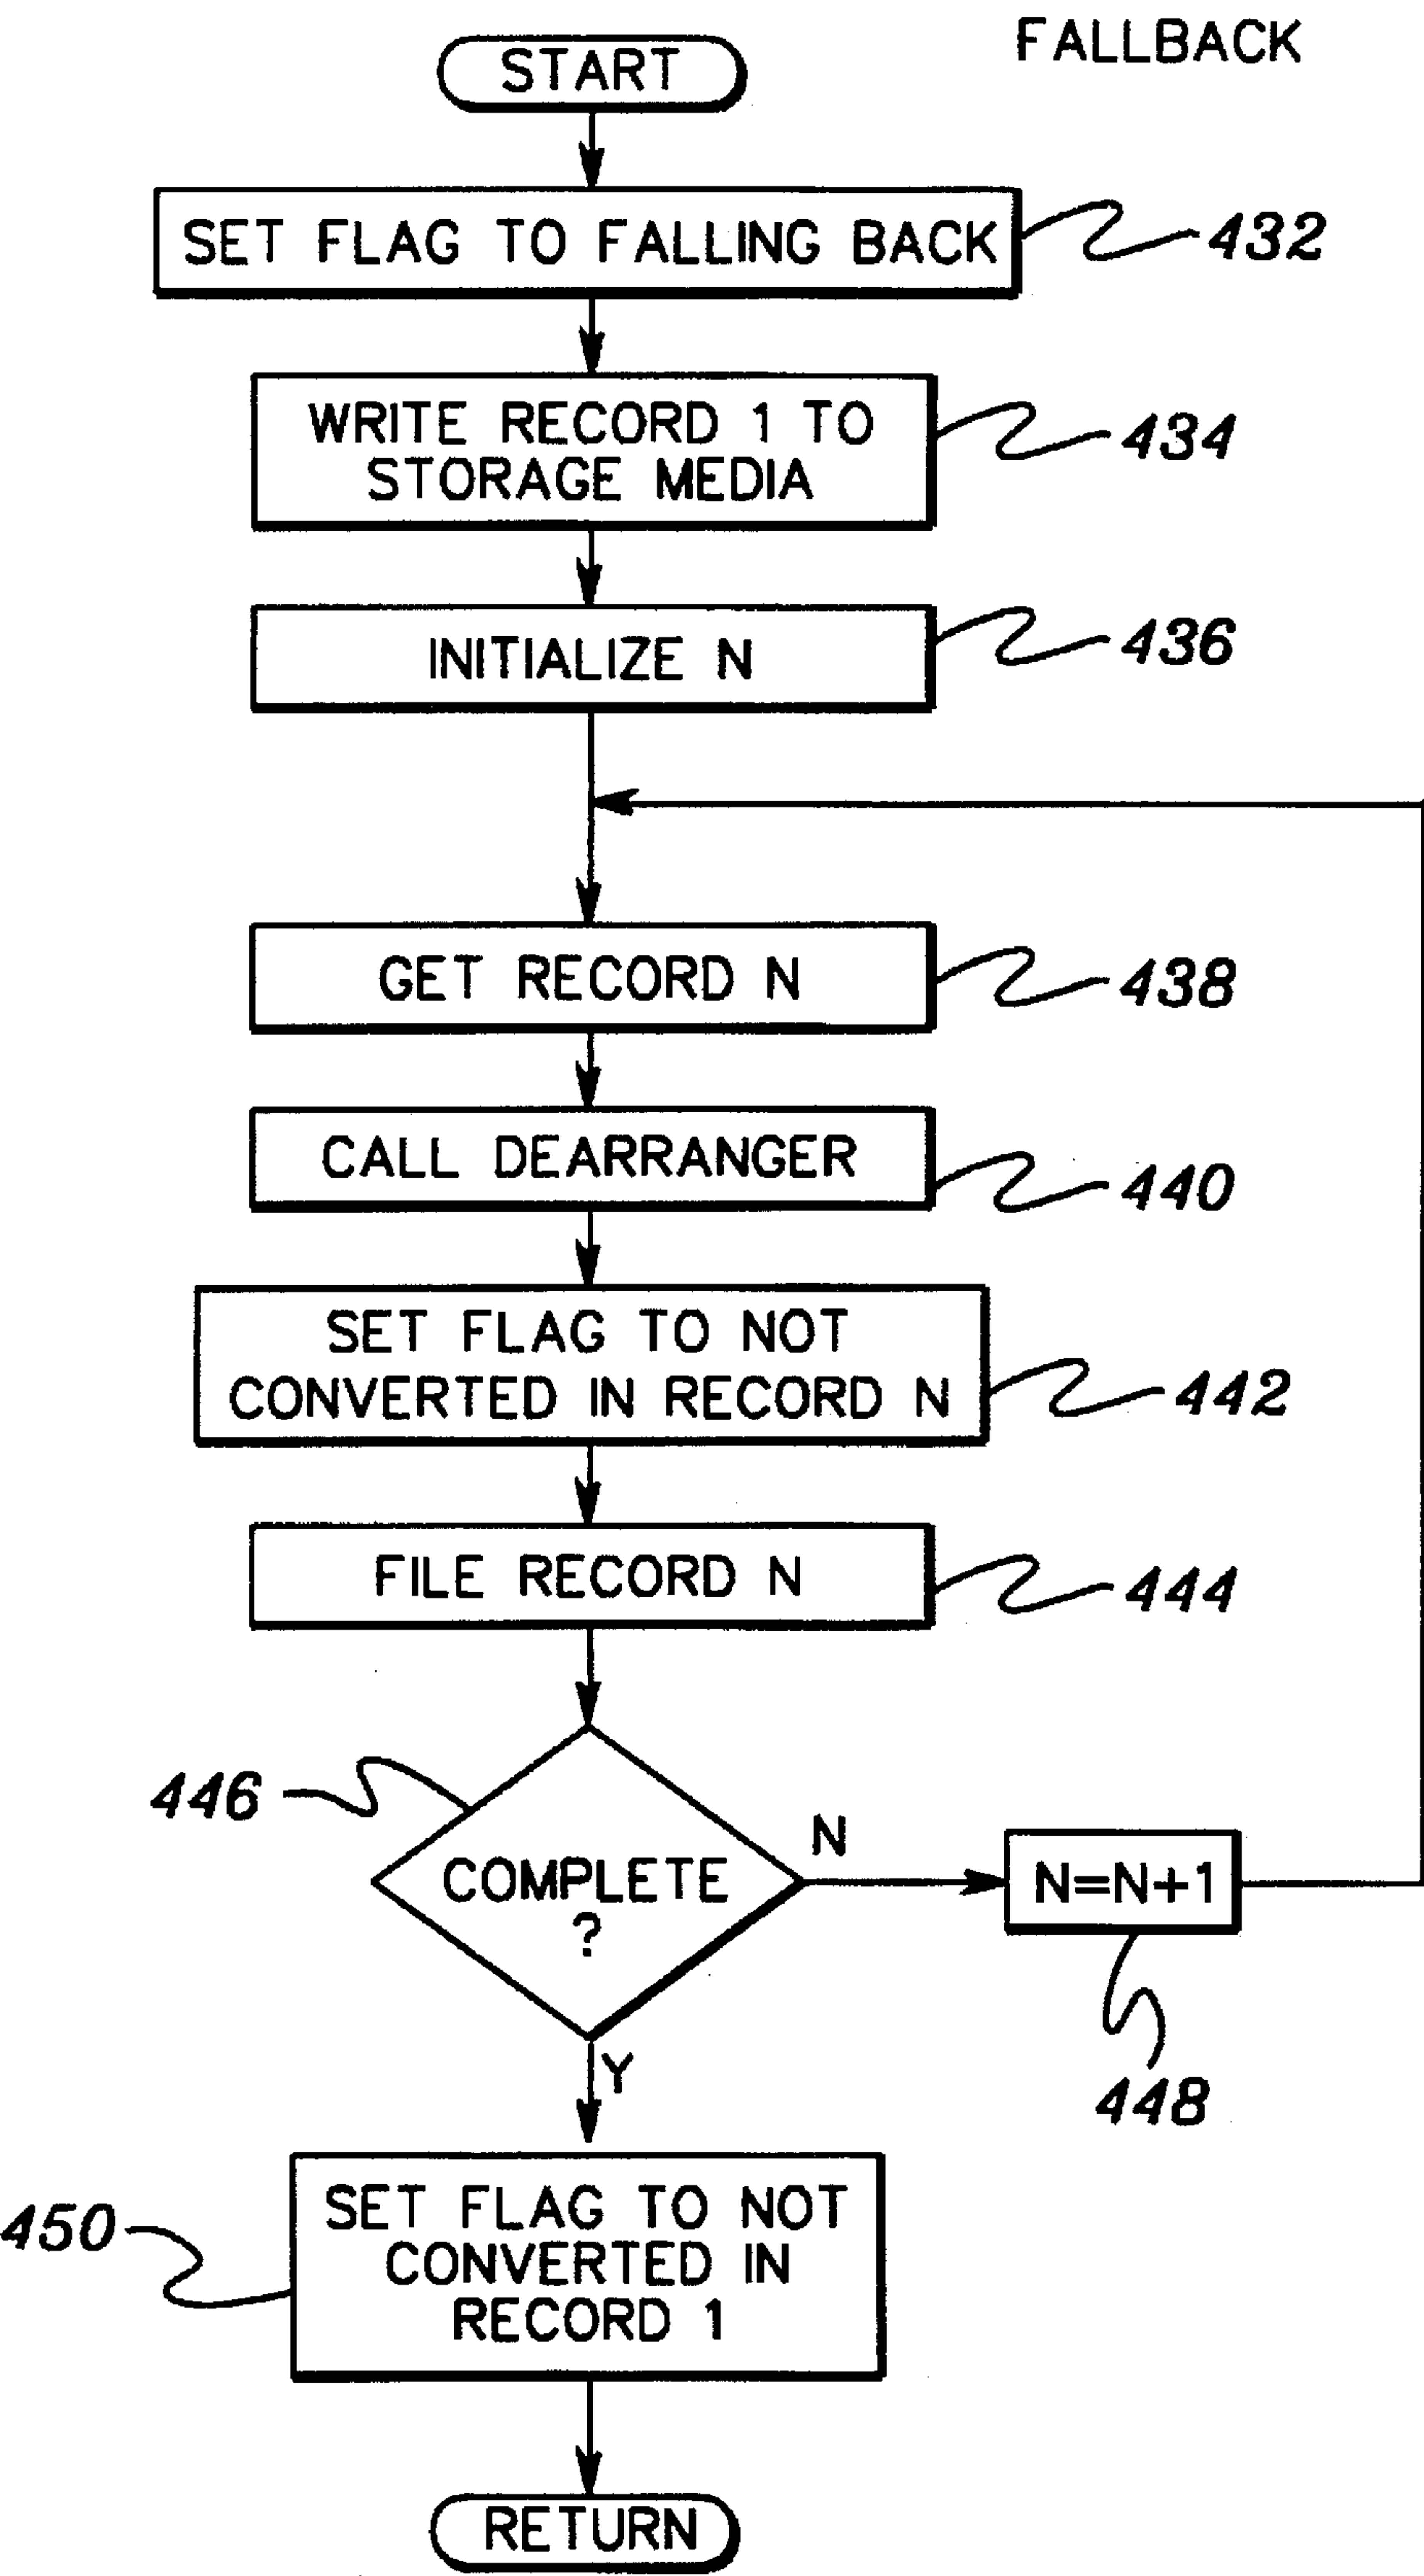 FALLBACK
START
SET FLAG TO FALLING BACK
432
WRITE RECORD 1 TO
STORAGE MEDIA
434
INITIALIZE N
436
GET RECORD N
438
CALL DEARRANGER
440
SET FLAG TO NOT
CONVERTED IN RECORD N
442
FILE RECORD N
444
446
COMPLETE
?
N
N=N+1
448
Y
450
SET FLAG TO NOT
CONVERTED IN
RECORD 1
RETURN